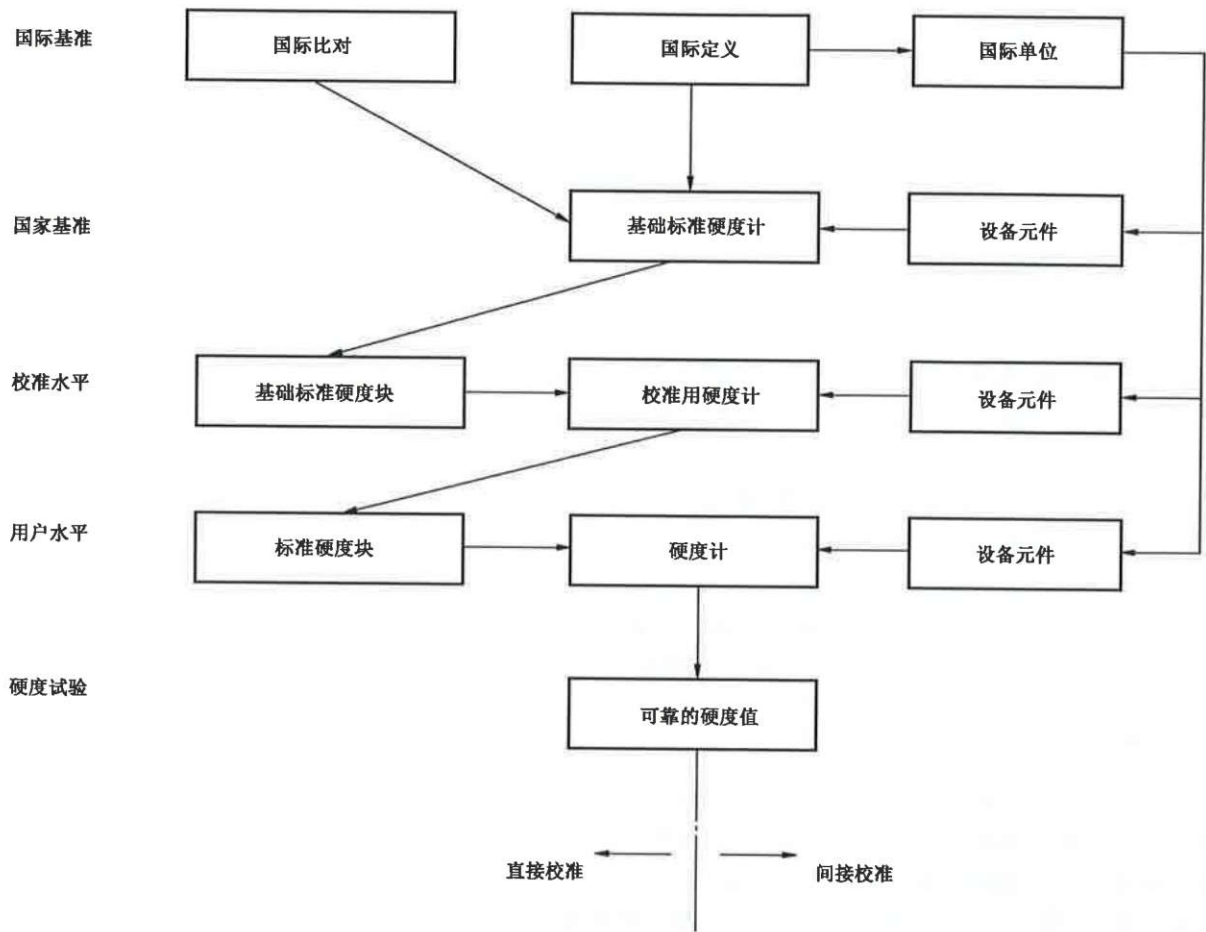 国际基准
国际比对
国际定义
国际单位
国家基准
基础标准硬度计
设备元件
校准水平
基础标准硬度块
校准用硬度计
设备元件
用户水平
标准硬度块
硬度计
设备元件
硬度试验
可靠的硬度值
直接校准
间接校准